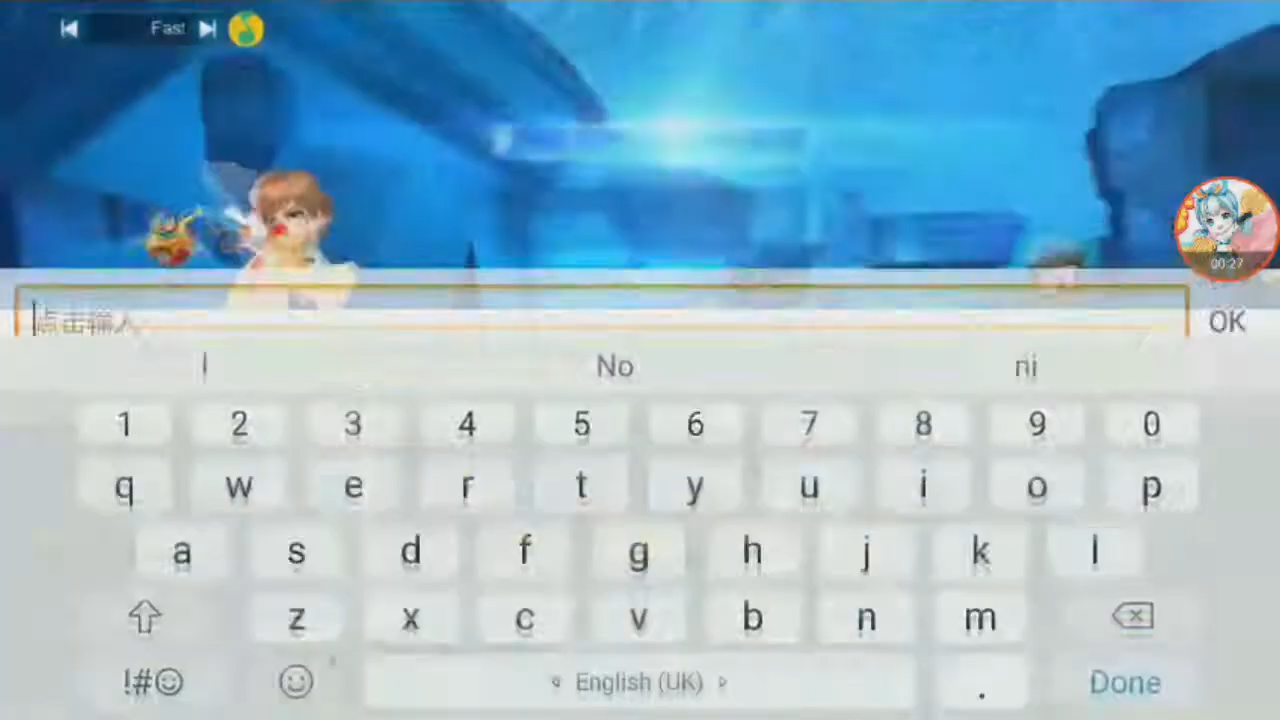 Fast
00:27
点击输入
OK
I No ni
1 2 3 4 5 6 7 8 9 0
q w e r t y u i o p
a s d f g h j k l
z x c v b n m
!#☺ English (UK) . Done